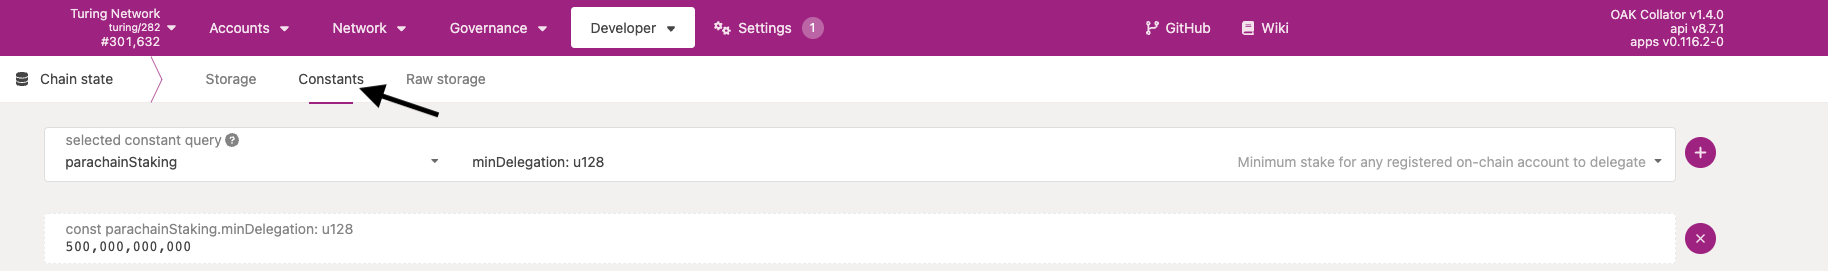 Turing Network
turing/282
#301,632
Accounts
Network
Governance
Developer
Settings
1
GitHub
Wiki
OAK Collator v1.4.0
api v8.7.1
apps v0.116.2-0
Chain state
Storage
Constants
Raw storage
selected constant query ?
parachainStaking
minDelegation: u128
Minimum stake for any registered on-chain account to delegate
const parachainStaking.minDelegation: u128
500,000,000,000